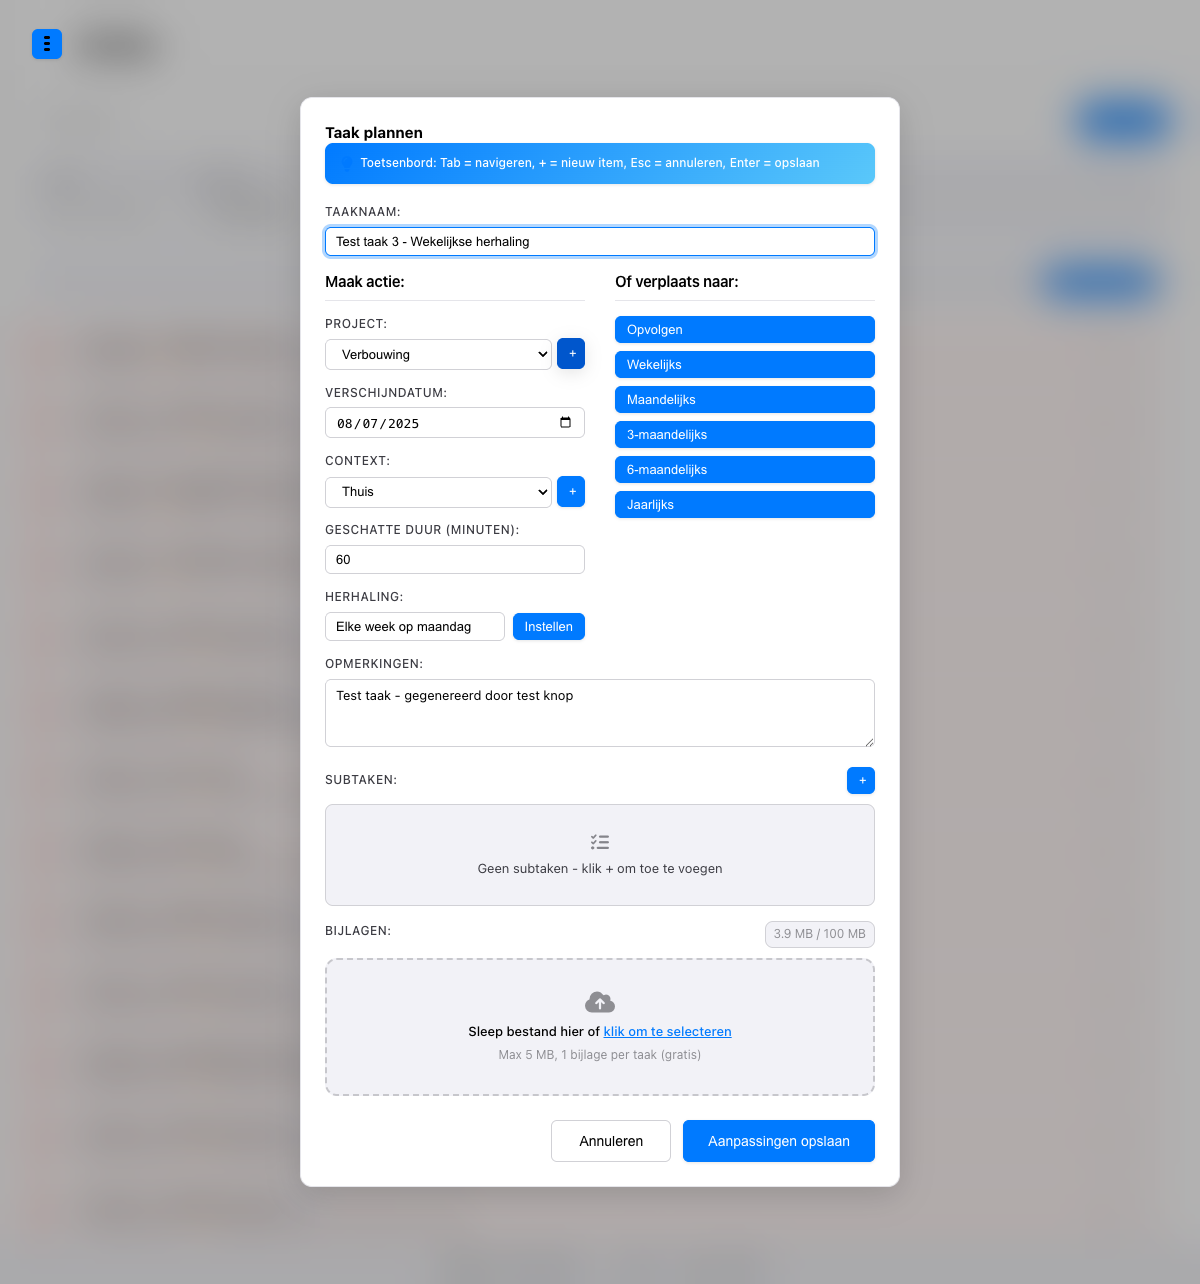 Taak plannen
Toetsenbord: Tab = navigeren, + = nieuw item, Esc = annuleren, Enter = opslaan
TAAKNAAM:
Test taak 3 - Wekelijkse herhaling
Maak actie:
PROJECT:
Verbouwing
+
VERSCHIJNDATUM:
08/07/2025
CONTEXT:
Thuis
+
GESCHATTE DUUR (MINUTEN):
60
HERHALING:
Elke week op maandag
Instellen
Of verplaats naar:
Opvolgen
Wekelijks
Maandelijks
3-maandelijks
6-maandelijks
Jaarlijks
OPMERKINGEN:
Test taak - gegenereerd door test knop
SUBTAKEN:
+
Geen subtaken - klik + om toe te voegen
BIJLAGEN:
3.9 MB / 100 MB
Sleep bestand hier of klik om te selecteren
Max 5 MB, 1 bijlage per taak (gratis)
Annuleren
Aanpassingen opslaan